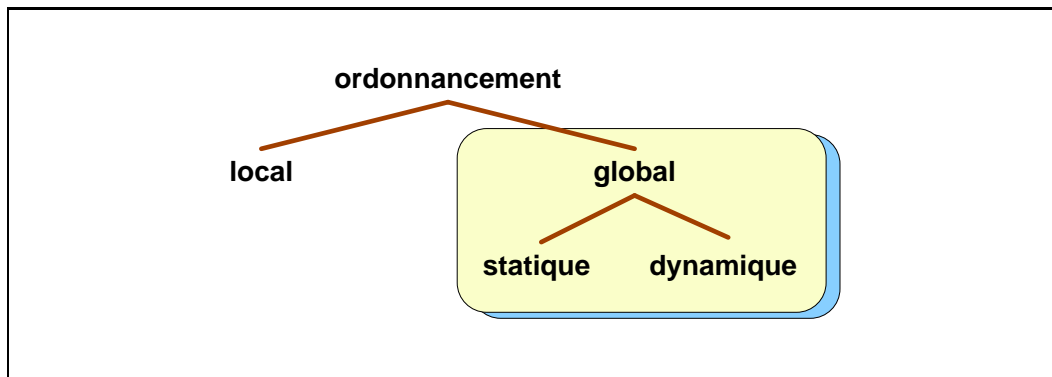 ordonnancement
local
global
statique
dynamique